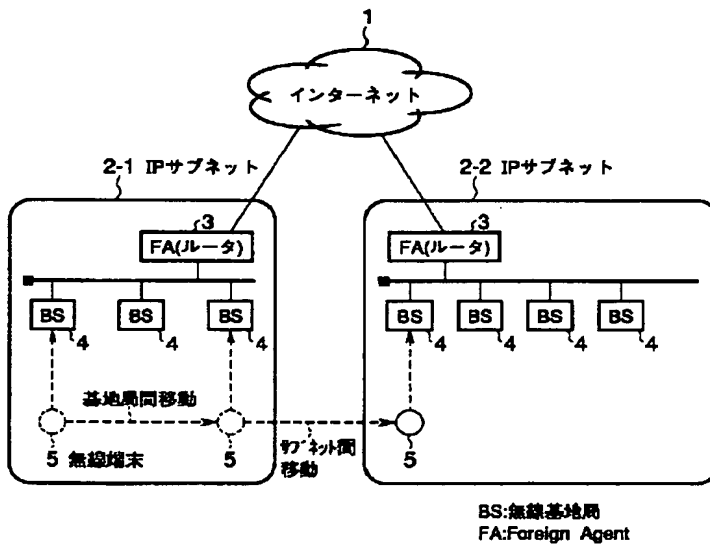 1
インターネット
2-1 IPサブネット
2-2 IPサブネット
3
FA(ルータ)
3
FA(ルータ)
BS
4
BS
4
BS
4
BS
4
BS
4
BS
4
BS
4
基地局間移動
サブネット間
移動
5 無線端末
5
5
BS:無線基地局
FA:Foreign Agent